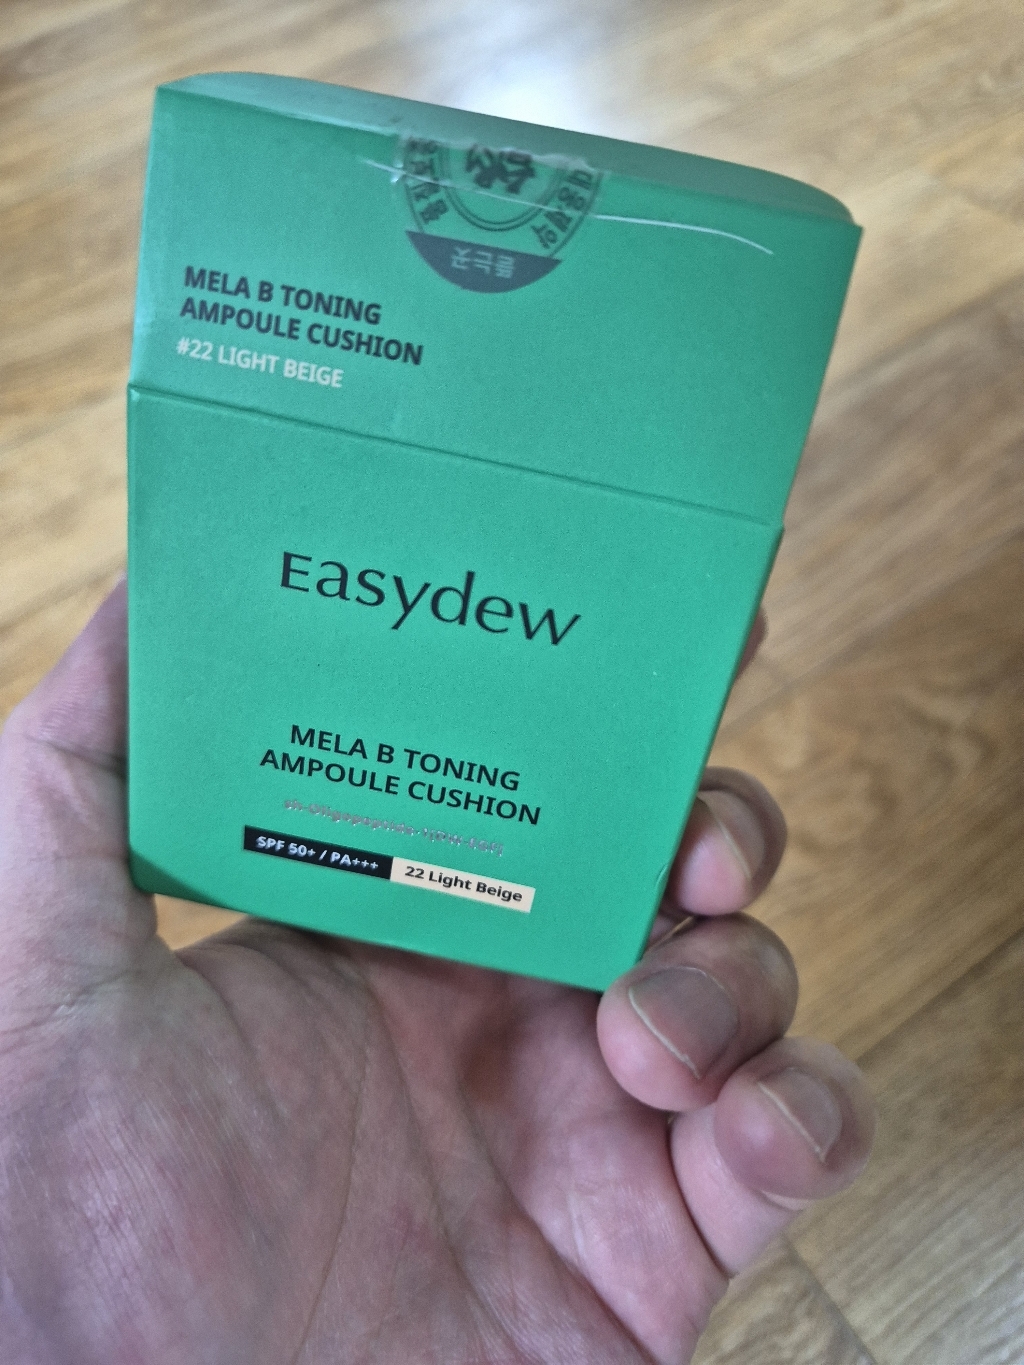 MELA B TONING
AMPOULE CUSHION
#22 LIGHT BEIGE
Easydew
MELA B TONING
AMPOULE CUSHION
SPF 50+ / PA+++
22 Light Beige